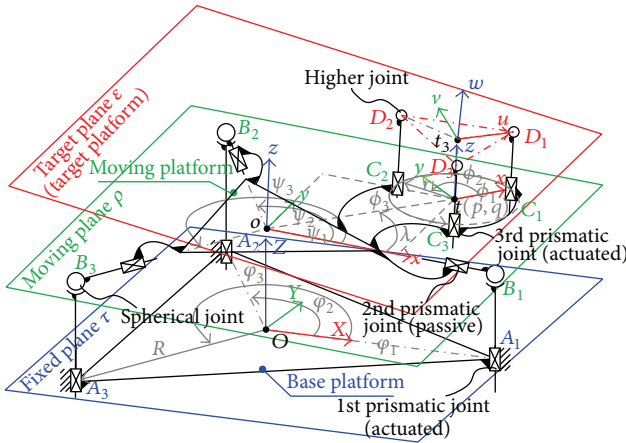 Target plane ε
(target platform)
Higher joint
w
v
u
D₂
D₁
t₃
B₂
z
D₃
z
Moving platform
Moving plane ρ
C₂
y
x
ϕ₂
ϕ₁
t
(p, q)
C₁
ψ₃
y
ϕ₃
o
ψ₂
ψ₁
λ
C₃
3rd prismatic
joint (actuated)
A₂
Z
x
B₃
B₁
φ₃
Y
φ₂
2nd prismatic
joint (passive)
Spherical joint
X
R
O
φ₁
A₁
Fixed plane τ
A₃
Base platform
1st prismatic joint
(actuated)